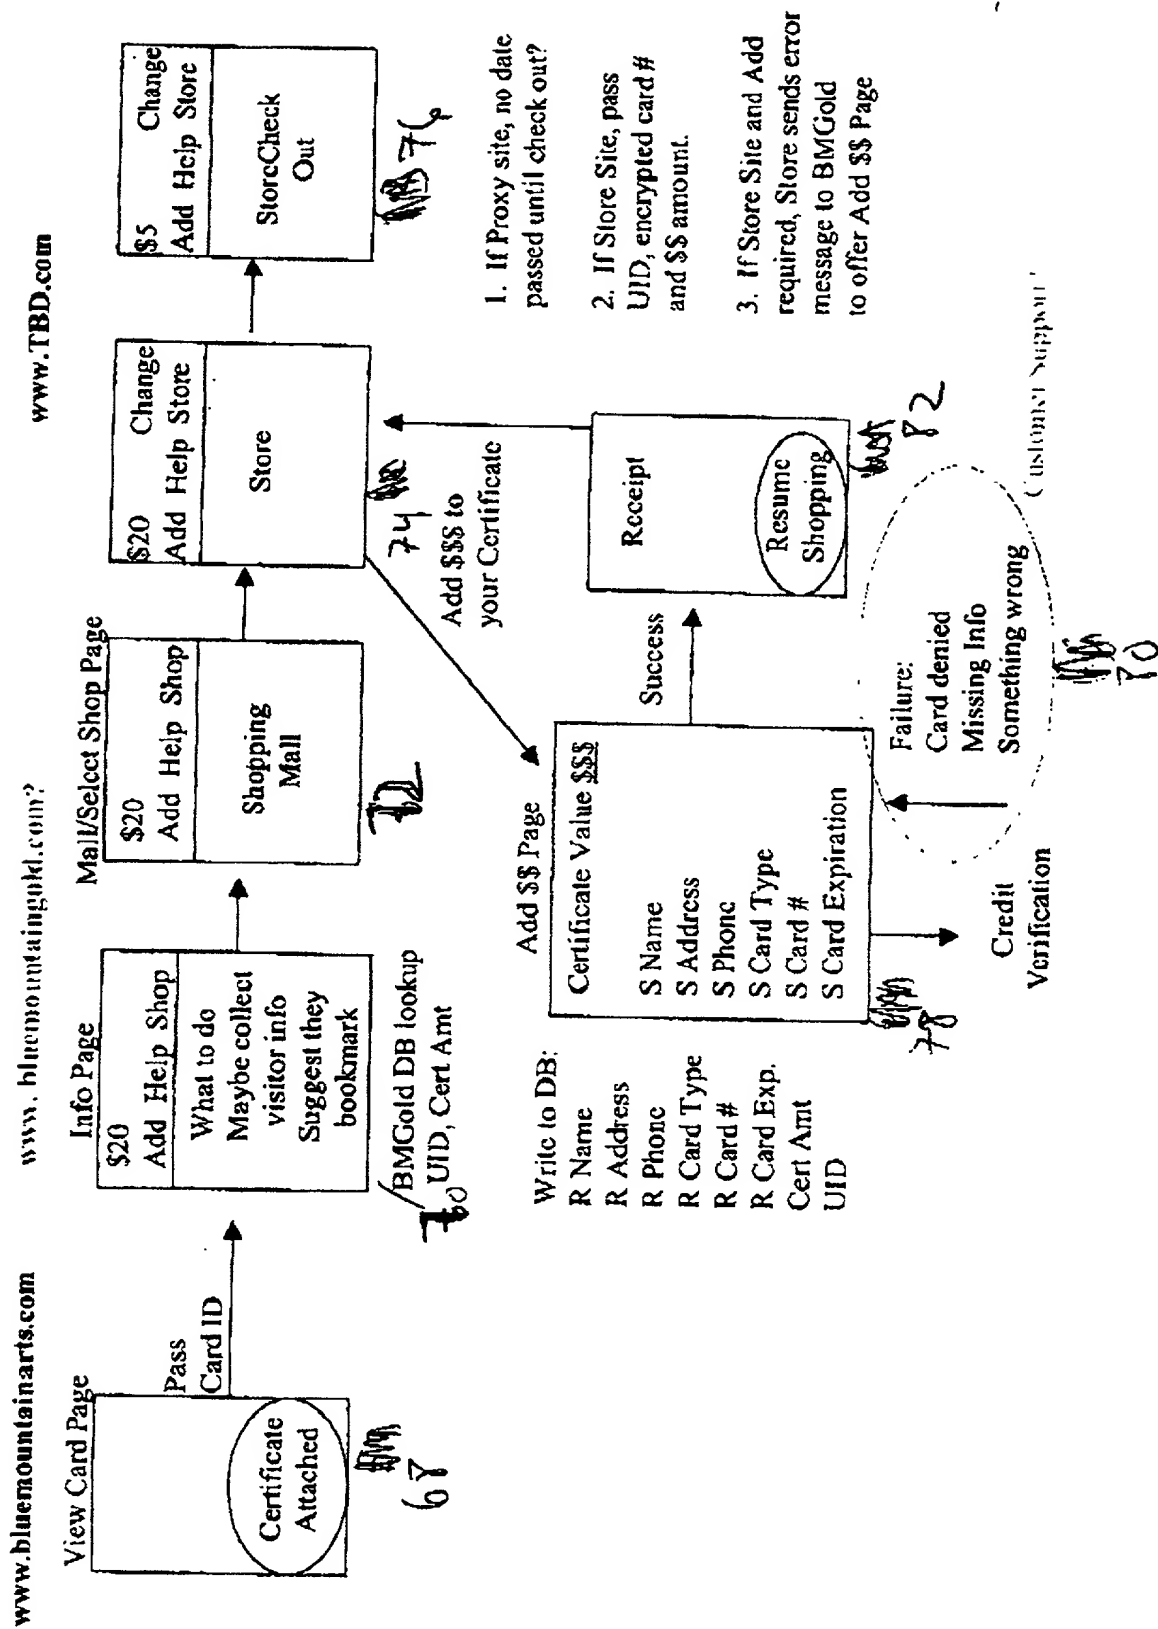 www.bluemountainarts.com
www. bluemountaingold.com?
www.TBD.com
View Card Page
Certificate
Attached
68
Pass
Card ID
Info Page
$20
Add Help Shop
What to do
Maybe collect
visitor info
Suggest they
bookmark
BMGold DB lookup
UID, Cert Amt
70
Mall/Select Shop Page
$20
Add Help Shop
Shopping
Mall
72
$20 Change
Add Help Store
Store
74
$5 Change
Add Help Store
StoreCheck
Out
76
Add $$$ to
your Certificate
1. If Proxy site, no date
passed until check out?
2. If Store Site, pass
UID, encrypted card #
and $$ amount.
3. If Store Site and Add
required, Store sends error
message to BMGold
to offer Add $$ Page
Write to DB:
R Name
R Address
R Phone
R Card Type
R Card #
R Card Exp.
Cert Amt
UID
Add $$ Page
Certificate Value $$$
S Name
S Address
S Phone
S Card Type
S Card #
S Card Expiration
78
Success
Receipt
Resume
Shopping
82
Credit
Verification
Failure:
Card denied
Missing Info
Something wrong
80
Customer Support